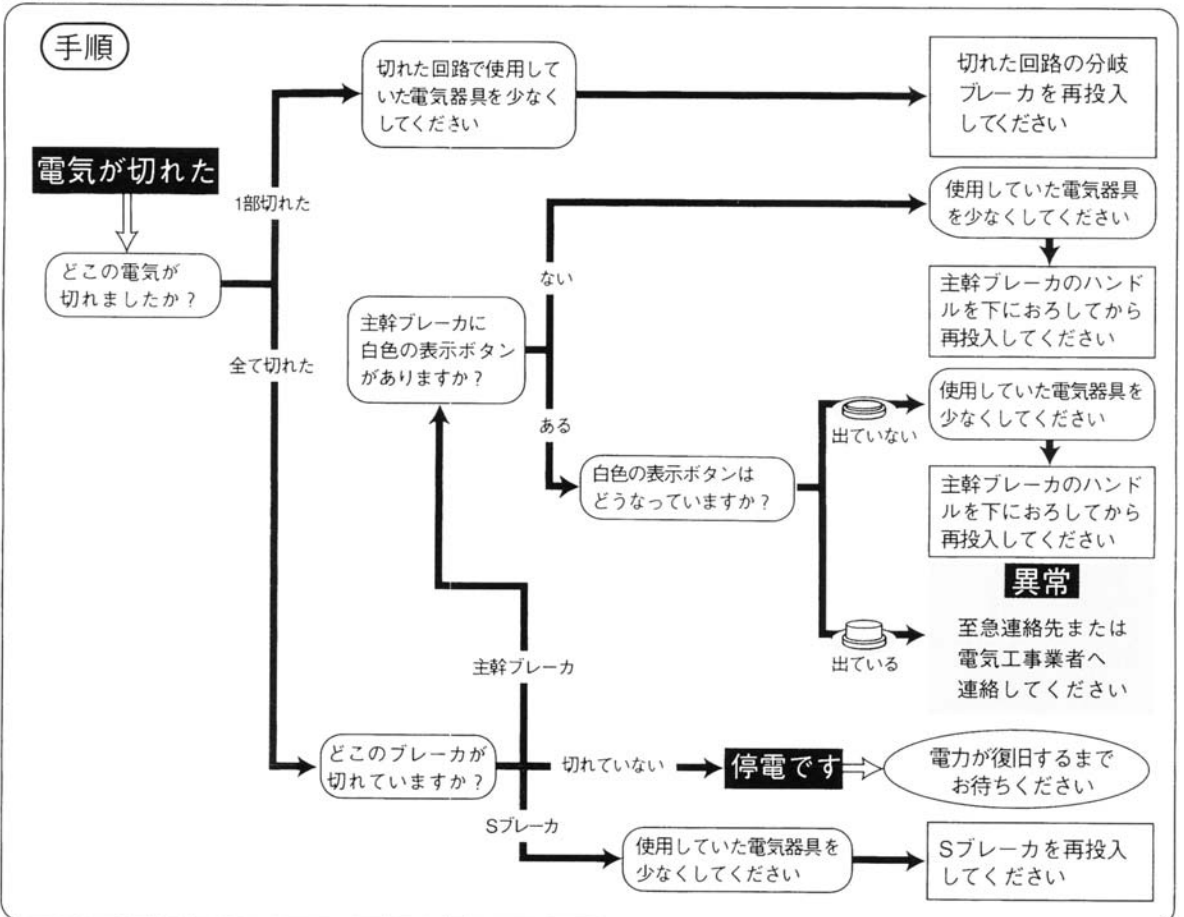 手順
電気が切れた
どこの電気が
切れましたか？
1部切れた
切れた回路で使用して
いた電気器具を少なく
してください
切れた回路の分岐
ブレーカを再投入
してください
全て切れた
どこのブレーカが
切れていますか？
主幹ブレーカ
主幹ブレーカに
白色の表示ボタン
がありますか？
ない
使用していた電気器具
を少なくしてください
主幹ブレーカのハンド
ルを下におろしてから
再投入してください
ある
白色の表示ボタンは
どうなっていますか？
出ていない
使用していた電気器具を
少なくしてください
主幹ブレーカのハンド
ルを下におろしてから
再投入してください
出ている
異常
至急連絡先または
電気工事業者へ
連絡してください
切れていない
停電です
電力が復旧するまで
お待ちください
Sブレーカ
使用していた電気器具を
少なくしてください
Sブレーカを再投入
してください